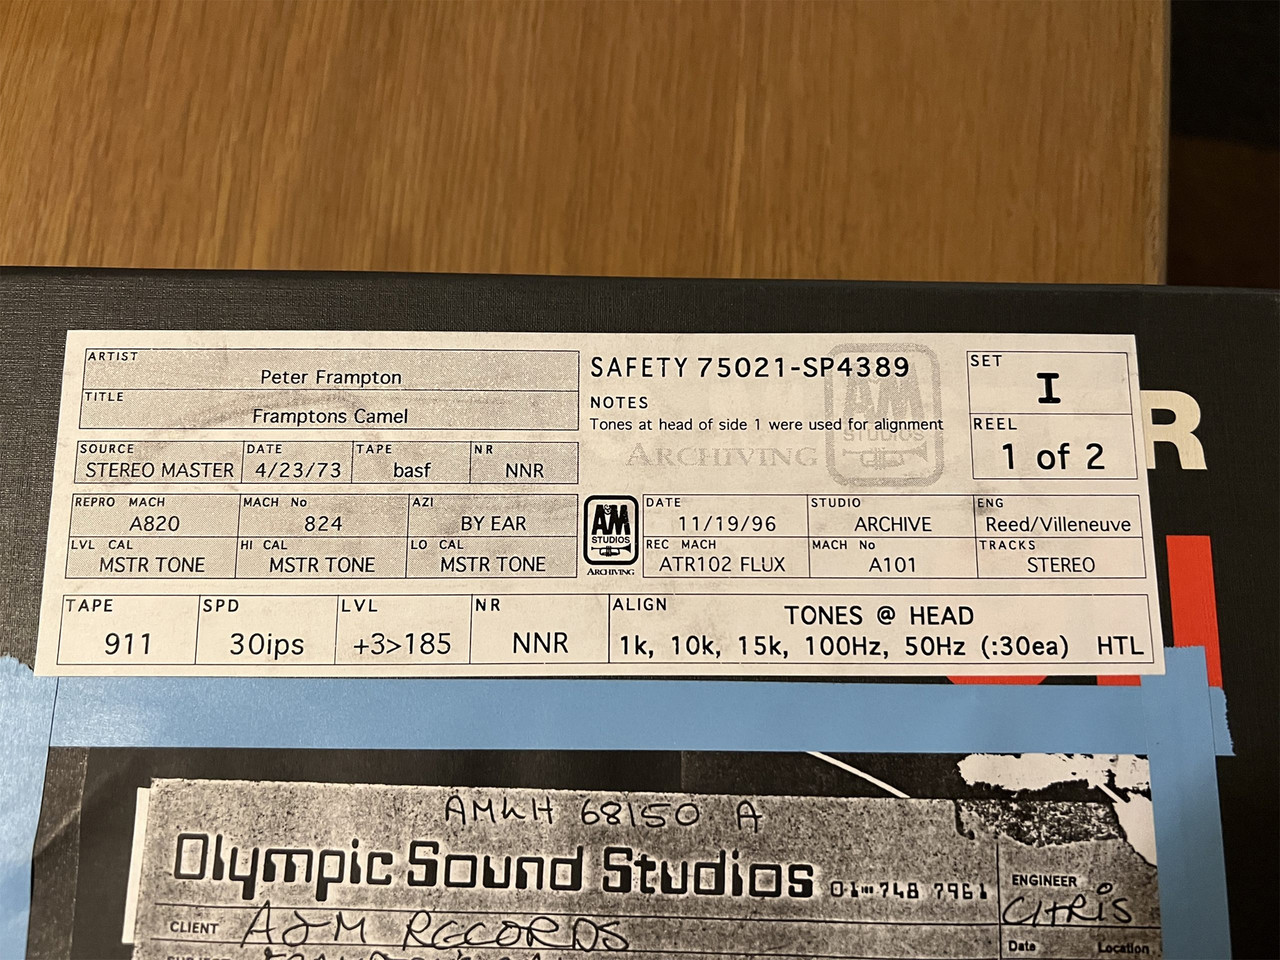 ARTIST
Peter Frampton
TITLE
Framptons Camel
SOURCE DATE TAPE NR
STEREO MASTER 4/23/73 basf NNR
SAFETY 75021-SP4389
NOTES
Tones at head of side 1 were used for alignment
A&M
STUDIOS
ARCHIVING
SET
I
REEL
1 of 2
REPRO MACH MACH No AZI
A820 824 BY EAR
LVL CAL HI CAL LO CAL
MSTR TONE MSTR TONE MSTR TONE
A&M
STUDIOS
ARCHIVING
DATE STUDIO ENG
11/19/96 ARCHIVE Reed/Villeneuve
REC MACH MACH No TRACKS
ATR102 FLUX A101 STEREO
TAPE SPD LVL NR ALIGN
911 30ips +3>185 NNR
TONES @ HEAD
1k, 10k, 15k, 100Hz, 50Hz (:30ea) HTL
R
AM&H 68150 A
Olympic Sound Studios 01-748 7961
ENGINEER
CHRIS
CLIENT A&M RECORDS
Date Location